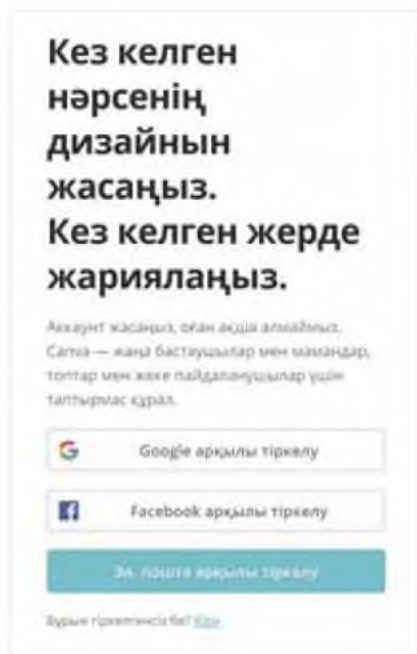 Кез келген
нәрсенің
дизайнын
жасаңыз.
Кез келген жерде
жариялаңыз.
Аккаунт жасаңыз, оған ақша алмаймыз.
Canva — жаңа бастаушылар мен мамандар,
топтар мен жеке пайдаланушылар үшін
таптырмас құрал.
Google арқылы тіркелу
Facebook арқылы тіркелу
Эл. пошта арқылы тіркелу
Бұрын тіркелгенсіз бе? Кіру